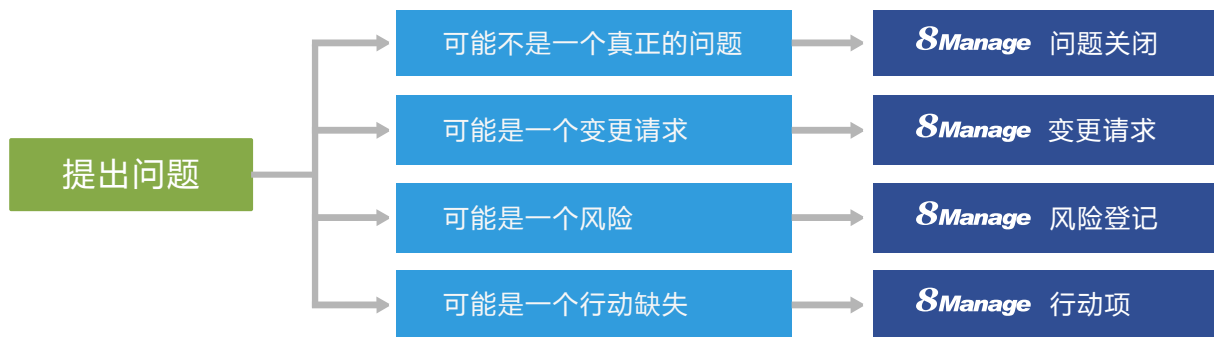 提出问题
可能不是一个真正的问题
8Manage 问题关闭
可能是一个变更请求
8Manage 变更请求
可能是一个风险
8Manage 风险登记
可能是一个行动缺失
8Manage 行动项